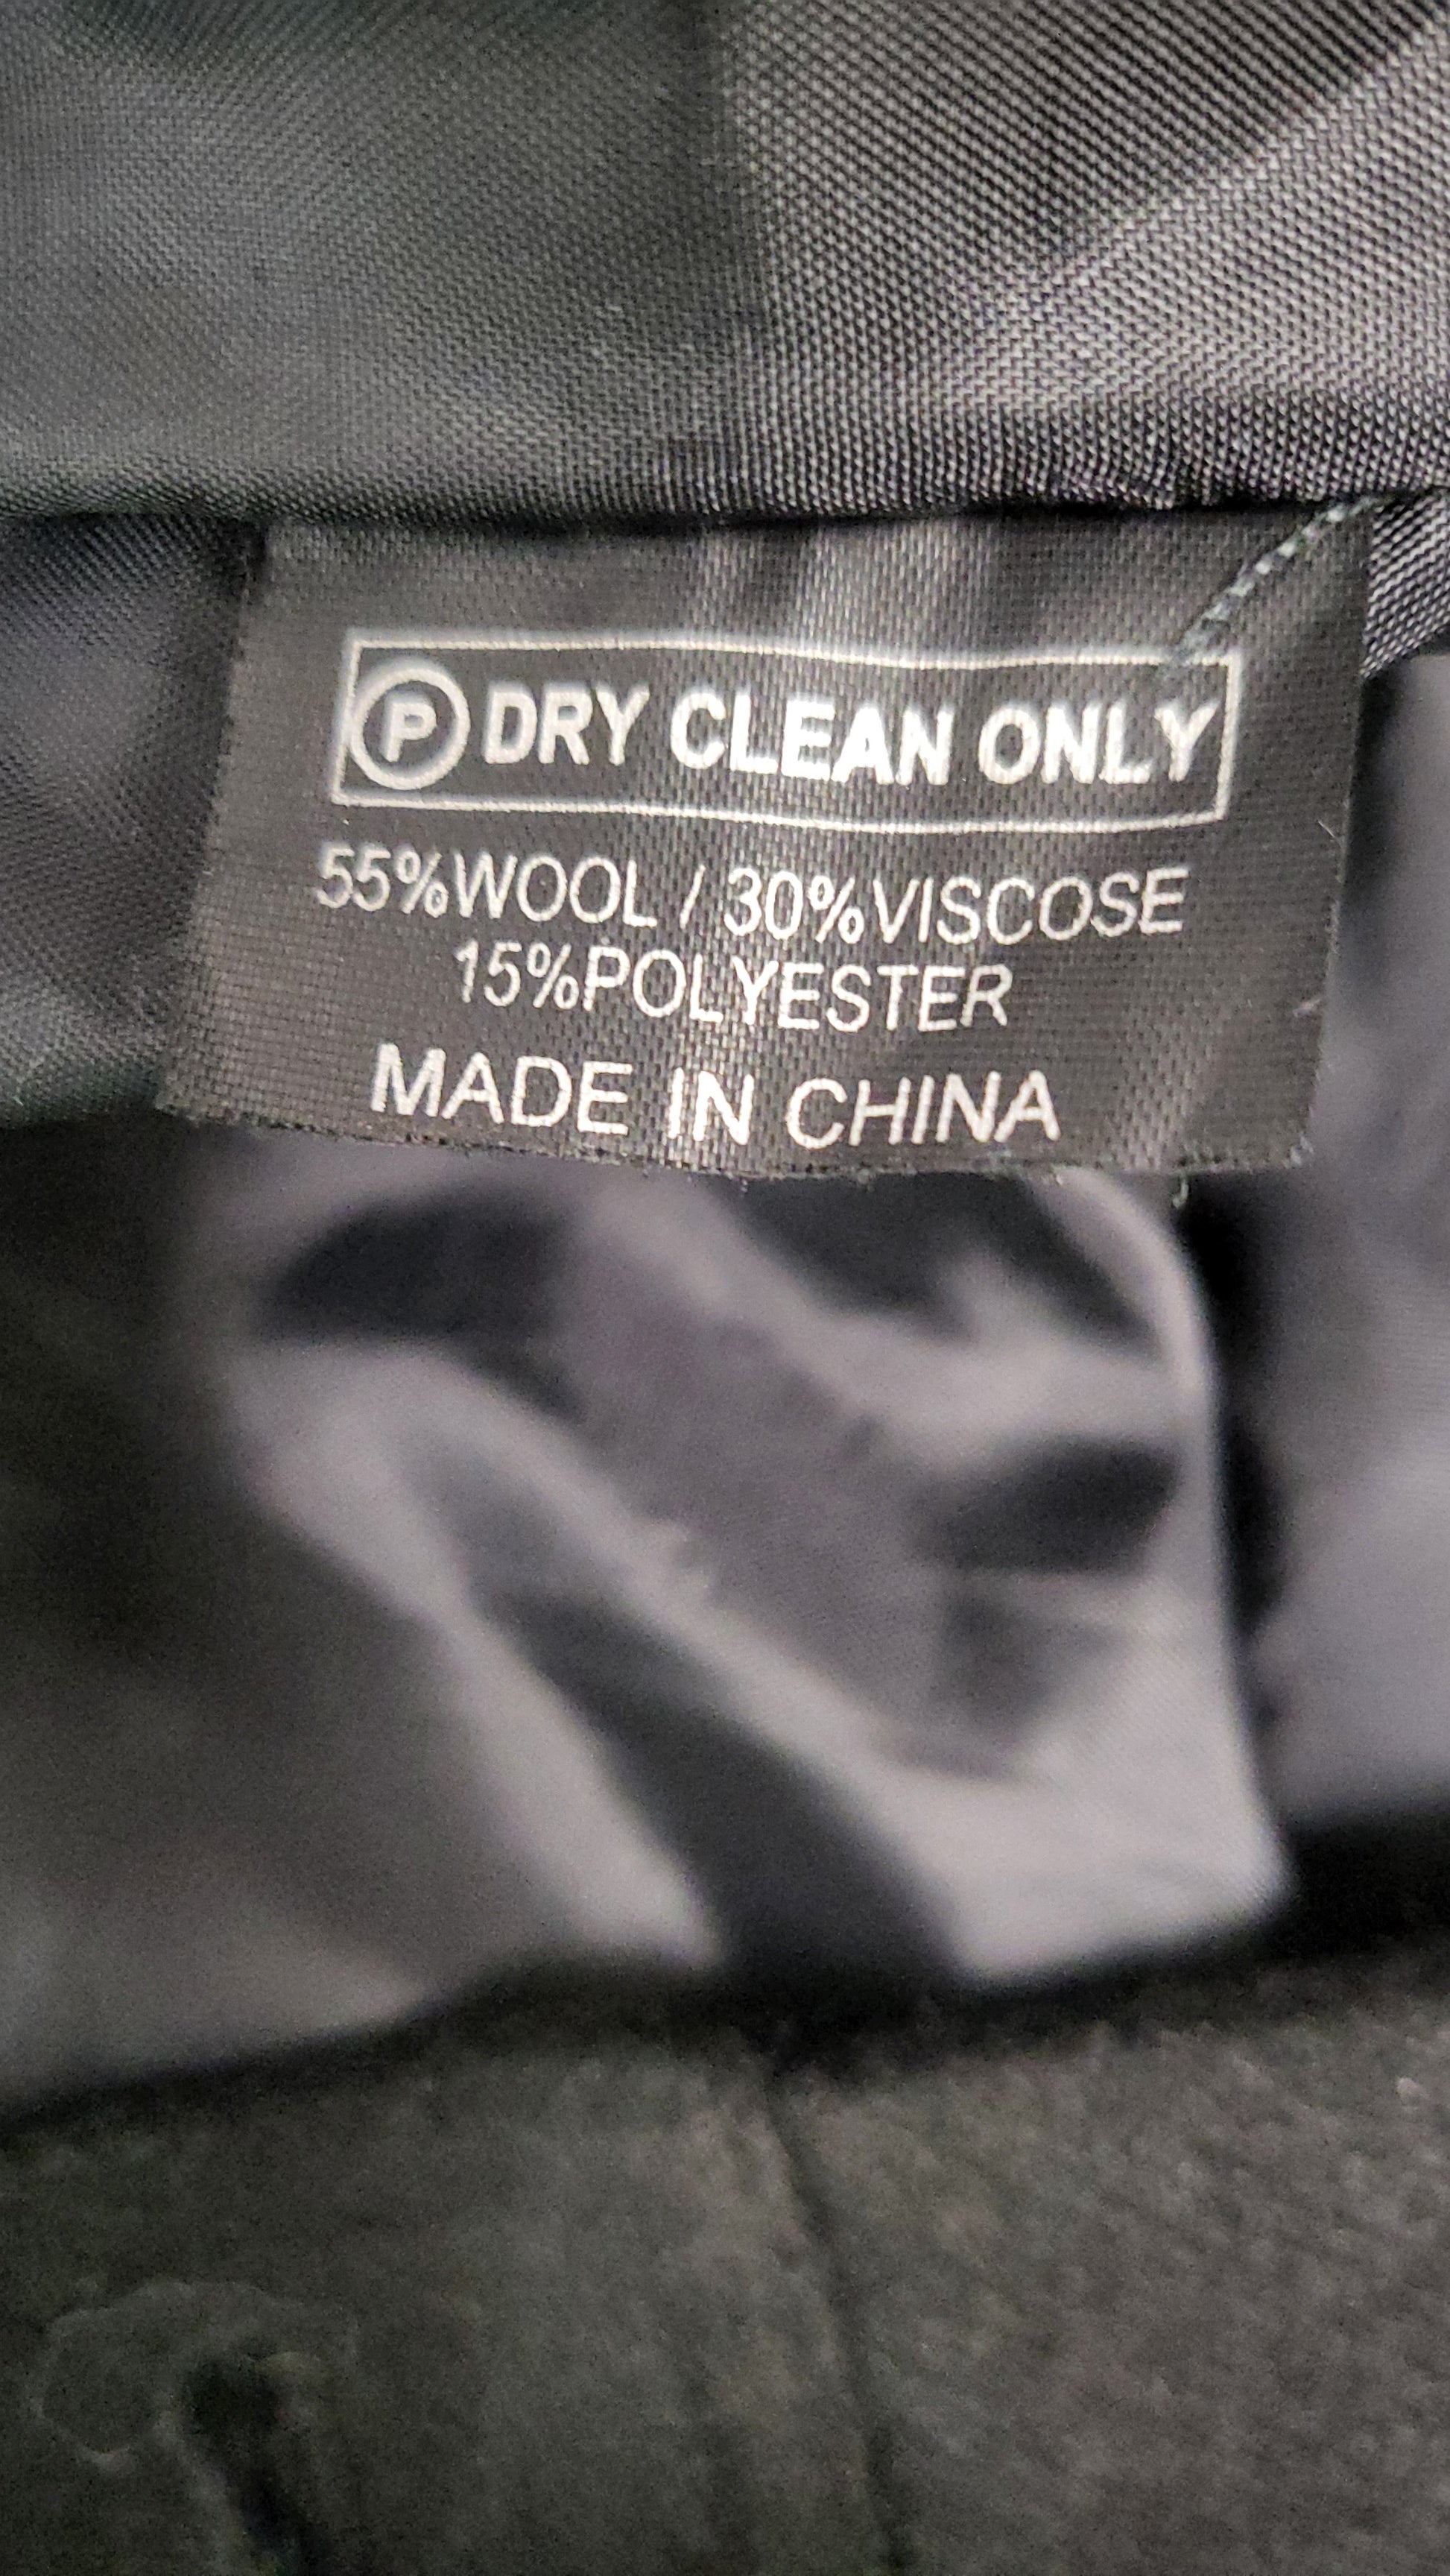 Ⓟ DRY CLEAN ONLY
55%WOOL / 30%VISCOSE
15%POLYESTER
MADE IN CHINA